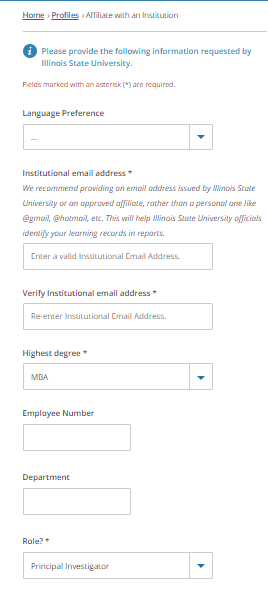 Home › Profiles › Affiliate with an Institution
i Please provide the following information requested by
Illinois State University.
Fields marked with an asterisk (*) are required.
Language Preference
...
Institutional email address *
We recommend providing an email address issued by Illinois State
University or an approved affiliate, rather than a personal one like
@gmail, @hotmail, etc. This will help Illinois State University officials
identify your learning records in reports.
Enter a valid Institutional Email Address.
Verify Institutional email address *
Re-enter Institutional Email Address.
Highest degree *
MBA
Employee Number
Department
Role? *
Principal Investigator